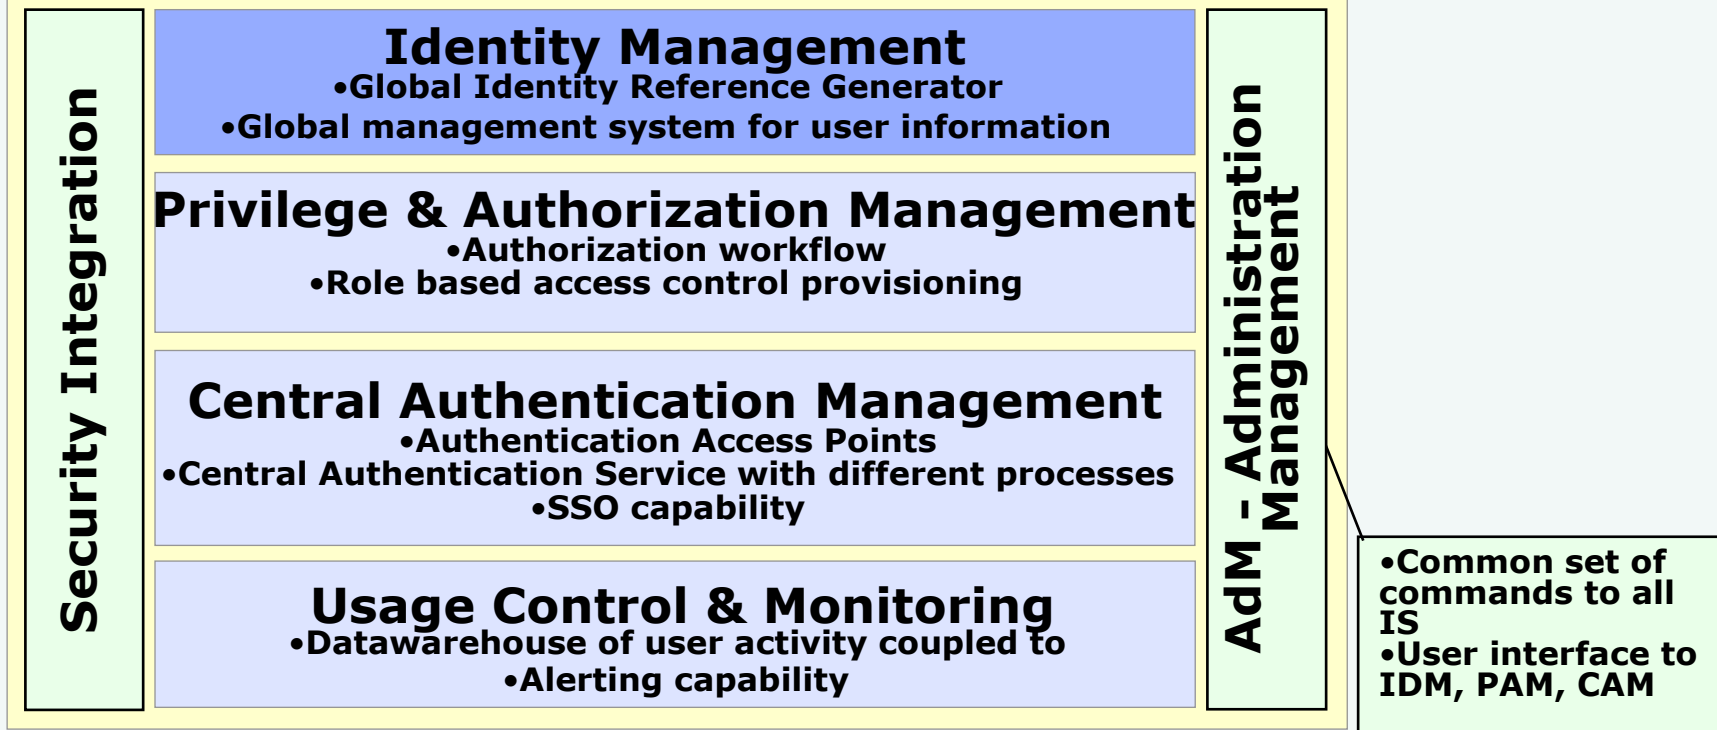 Security Integration
Identity Management
•Global Identity Reference Generator
•Global management system for user information
Privilege & Authorization Management
•Authorization workflow
•Role based access control provisioning
Central Authentication Management
•Authentication Access Points
•Central Authentication Service with different processes
•SSO capability
Usage Control & Monitoring
•Datawarehouse of user activity coupled to
•Alerting capability
AdM - Administration
Management
•Common set of
commands to all
IS
•User interface to
IDM, PAM, CAM